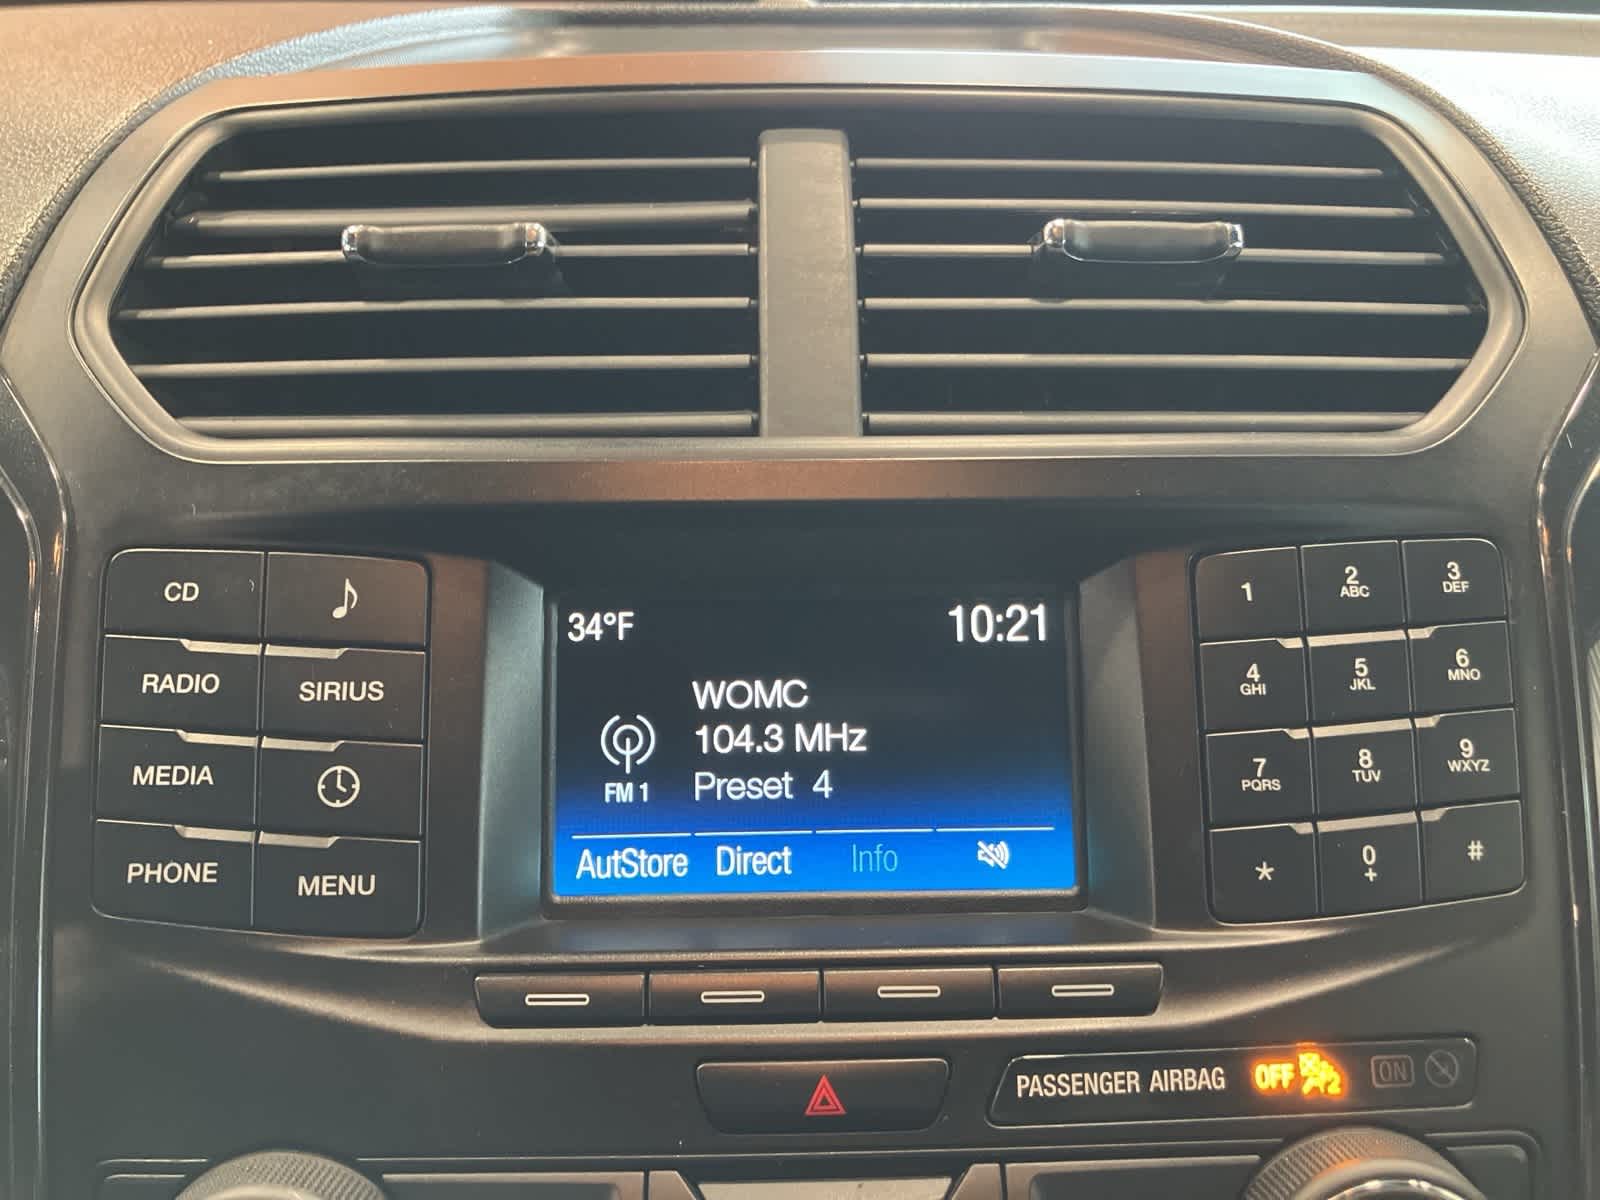 CD
RADIO
SIRIUS
MEDIA
PHONE
MENU
34°F
10:21
WOMC
104.3 MHz
Preset 4
FM 1
AutStore Direct Info
1
2
ABC
3
DEF
4
GHI
5
JKL
6
MNO
7
PQRS
8
TUV
9
WXYZ
*
0
+
#
PASSENGER AIRBAG OFF 2 ON